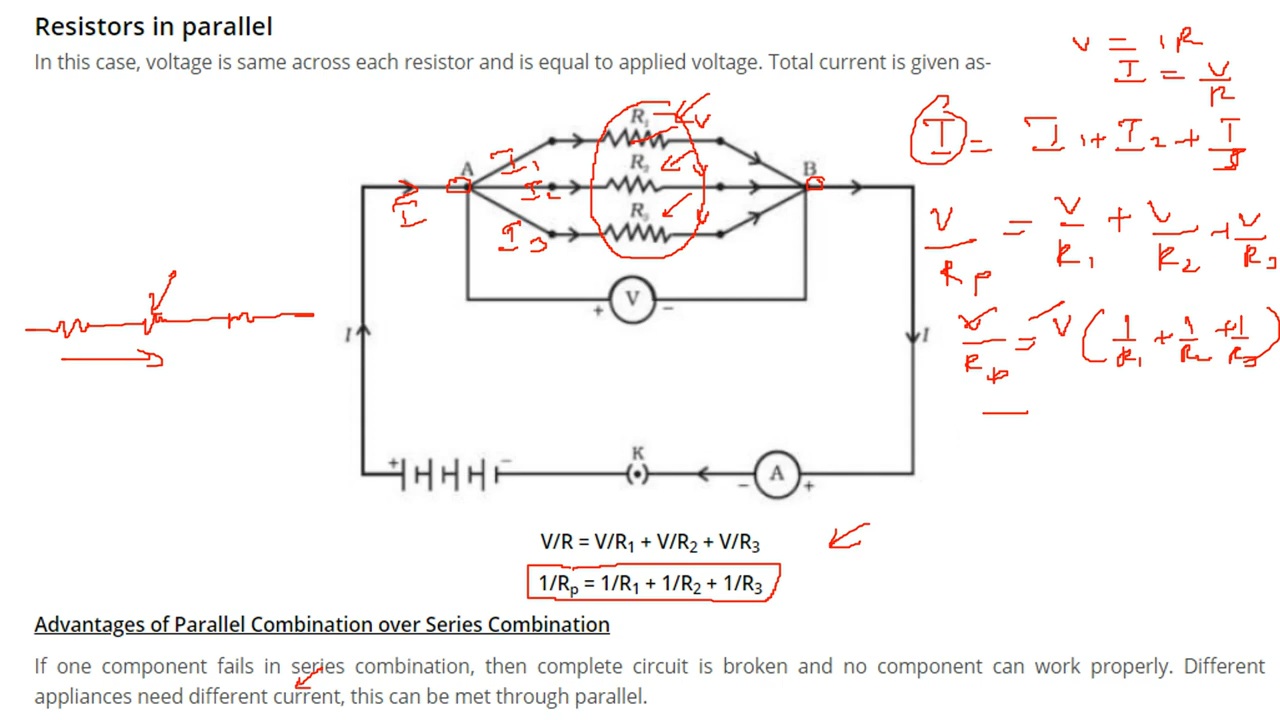 Resistors in parallel
In this case, voltage is same across each resistor and is equal to applied voltage. Total current is given as-
V = IR
I = V/R
I = I1 + I2 + I3
R1 V
R2 V
R3 V
A I1 B
I I2
I3
V/Rp = V/R1 + V/R2 + V/R3
+ V −
V/Rp = V (1/R1 + 1/R2 + 1/R3)
I I
+ − K − A +
V/R = V/R1 + V/R2 + V/R3
1/Rp = 1/R1 + 1/R2 + 1/R3
Advantages of Parallel Combination over Series Combination
If one component fails in series combination, then complete circuit is broken and no component can work properly. Different
appliances need different current, this can be met through parallel.